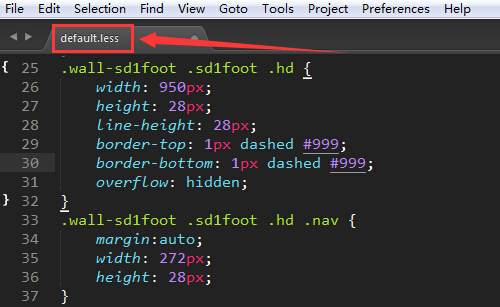 File Edit Selection Find View Goto Tools Project Preferences Help
default.less
{ 25 .wall-sd1foot .sd1foot .hd {
26 width: 950px;
27 height: 28px;
28 line-height: 28px;
29 border-top: 1px dashed #999;
30 border-bottom: 1px dashed #999;
31 overflow: hidden;
} 32 }
33 .wall-sd1foot .sd1foot .hd .nav {
34 margin:auto;
35 width: 272px;
36 height: 28px;
37 }